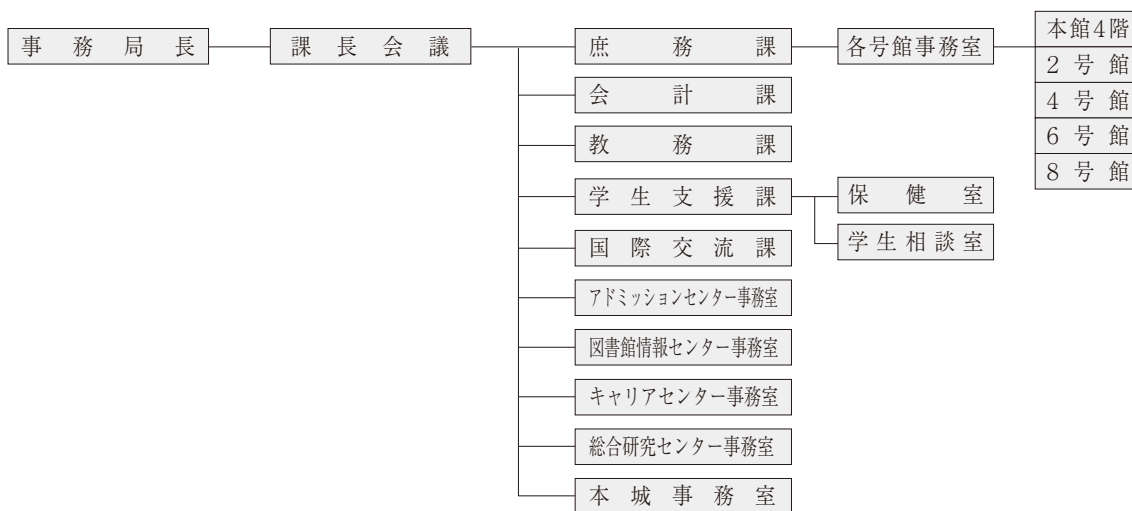 事務局長
課長会議
庶務課
各号館事務室
本館4階
2号館
4号館
6号館
8号館
会計課
教務課
学生支援課
保健室
学生相談室
国際交流課
アドミッションセンター事務室
図書館情報センター事務室
キャリアセンター事務室
総合研究センター事務室
本城事務室